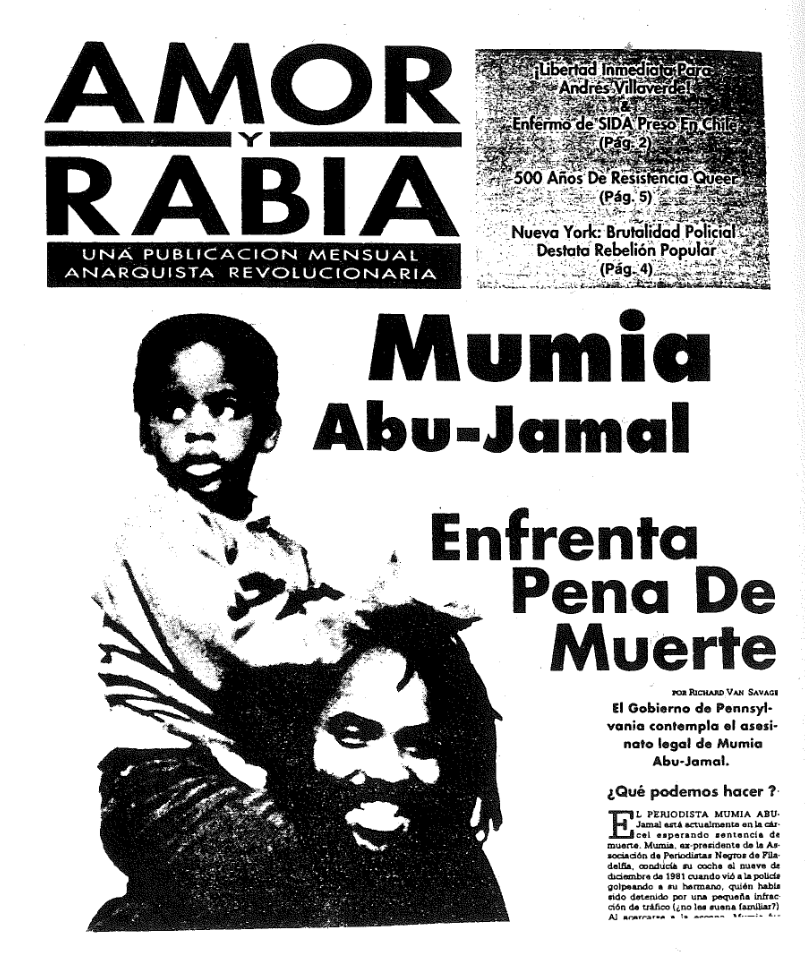 AMOR
Y
RABIA
UNA PUBLICACION MENSUAL
ANARQUISTA REVOLUCIONARIA
¡Libertad Inmediata Para
Andrés Villaverde!
&
Enfermo de SIDA Preso En Chile
(Pág. 2)
500 Años De Resistencia Queer
(Pág. 5)
Nueva York: Brutalidad Policial
Destata Rebelión Popular
(Pág. 4)
Mumia
Abu-Jamal
Enfrenta
Pena De
Muerte
POR RICHARD VAN SAVAGE
El Gobierno de Pennsyl-
vania contempla el asesi-
nato legal de Mumia
Abu-Jamal.
¿Qué podemos hacer ?
EL PERIODISTA MUMIA ABU-
Jamal está actualmente en la cár-
cel esperando sentencia de
muerte. Mumia, ex-presidente de la As-
sociación de Periodistas Negros de Fila-
delfia, conducía su coche el nueve de
diciembre de 1981 cuando vió a la policía
golpeando a su hermano, quién había
sido detenido por una pequeña infrac-
ción de tráfico (¿no les suena familiar?)